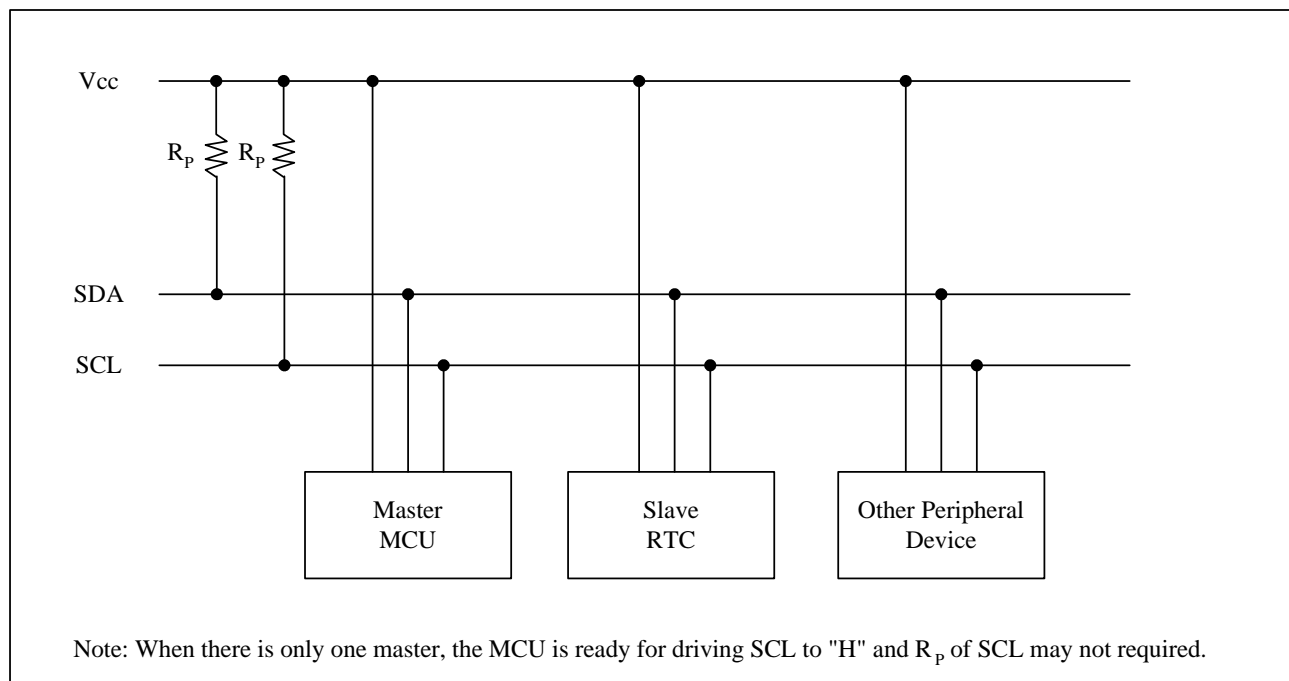 Vcc
R_P R_P
SDA
SCL
Master
MCU
Slave
RTC
Other Peripheral
Device
Note: When there is only one master, the MCU is ready for driving SCL to "H" and R_P of SCL may not required.